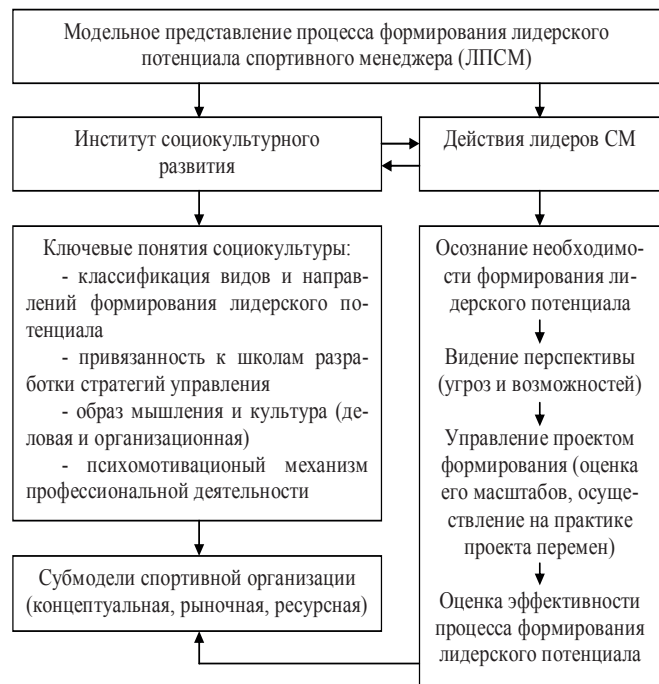 Модельное представление процесса формирования лидерского
потенциала спортивного менеджера (ЛПСМ)
Институт социокультурного
развития
Действия лидеров СМ
Ключевые понятия социокультуры:
- классификация видов и направ-
лений формирования лидерского по-
тенциала
- привязанность к школам разра-
ботки стратегий управления
- образ мышления и культура (де-
ловая и организационная)
- психомотивационый механизм
профессиональной деятельности
Осознание необходимо-
сти формирования ли-
дерского потенциала
Видение перспективы
(угроз и возможностей)
Управление проектом
формирования (оценка
его масштабов, осуще-
ствление на практике
проекта перемен)
Оценка эффективности
процесса формирования
лидерского потенциала
Субмодели спортивной организации
(концептуальная, рыночная, ресурсная)